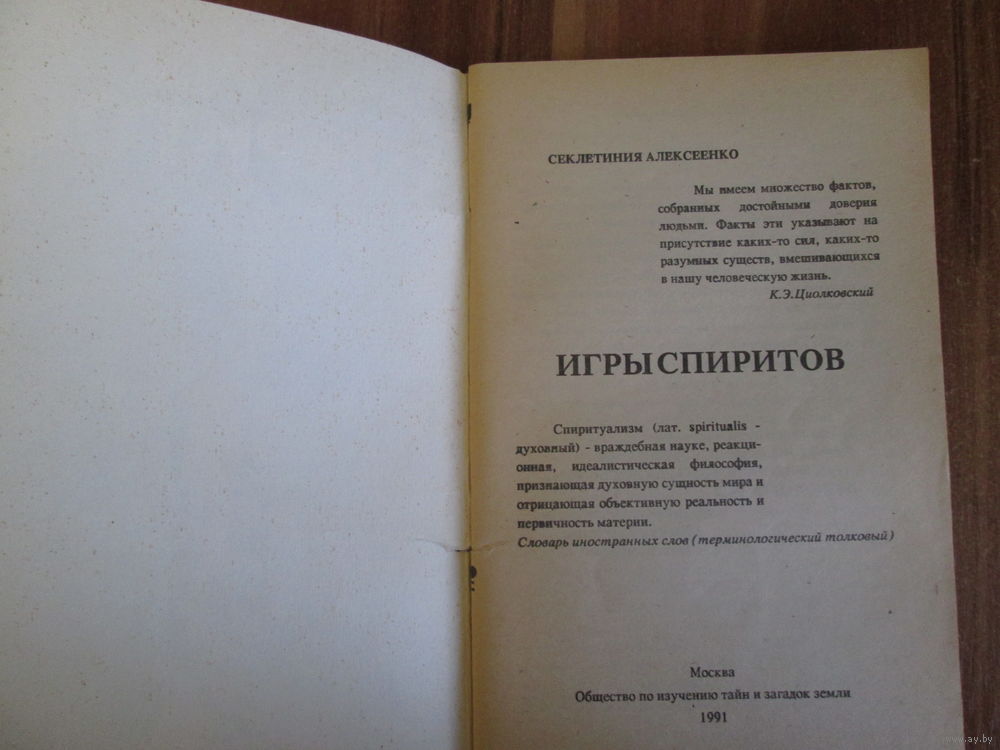 СЕКЛЕТИНИЯ АЛЕКСЕЕНКО
Мы имеем множество фактов,
собранных достойными доверия
людьми. Факты эти указывают на
присутствие каких-то сил, каких-то
разумных существ, вмешивающихся
в нашу человеческую жизнь.
К.Э.Циолковский
ИГРЫ СПИРИТОВ
Спиритуализм (лат. spiritualis -
духовный) - враждебная науке, реакци-
онная, идеалистическая философия,
признающая духовную сущность мира и
отрицающая объективную реальность и
первичность материи.
Словарь иностранных слов (терминологический толковый)
Москва
Общество по изучению тайн и загадок земли
1991
www.ay.by